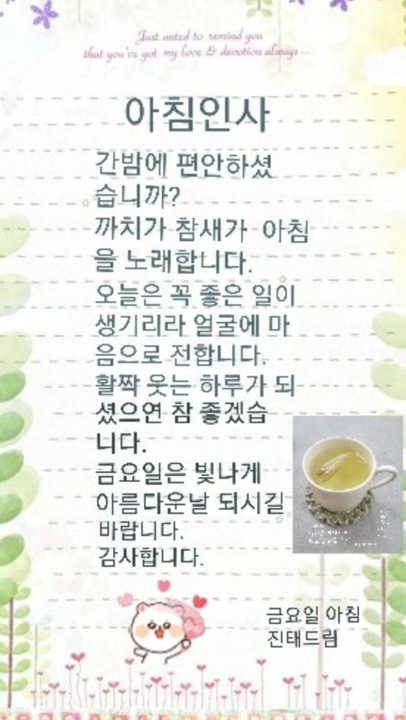 Just anted to remind you
that you've got my love & devotion always ...
아침인사
간밤에 편안하셨
습니까?
까치가 참새가 아침
을 노래합니다.
오늘은 꼭 좋은 일이
생기리라 얼굴에 마
음으로 전합니다.
활짝 웃는 하루가 되
셨으연 참 좋겠습
니다.
금요일은 빛나게
아름다운날 되시길
바랍니다.
감사합니다.
금요일 아침
진태드림